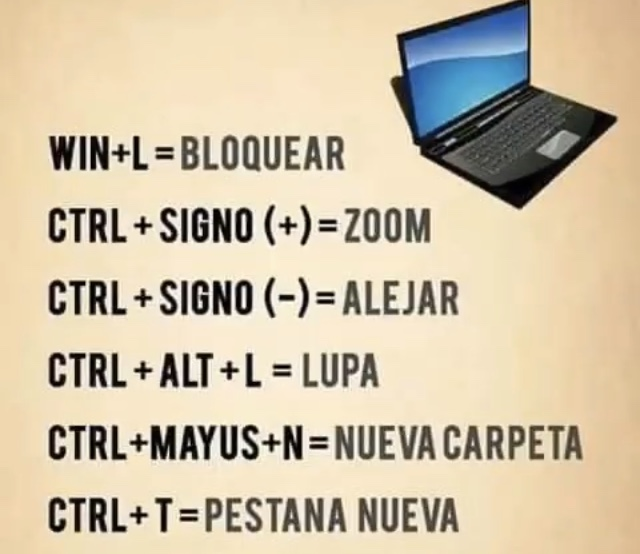 WIN+L=BLOQUEAR
CTRL+SIGNO (+)=ZOOM
CTRL+SIGNO (-)=ALEJAR
CTRL+ALT+L = LUPA
CTRL+MAYUS+N=NUEVA CARPETA
CTRL+T=PESTANA NUEVA